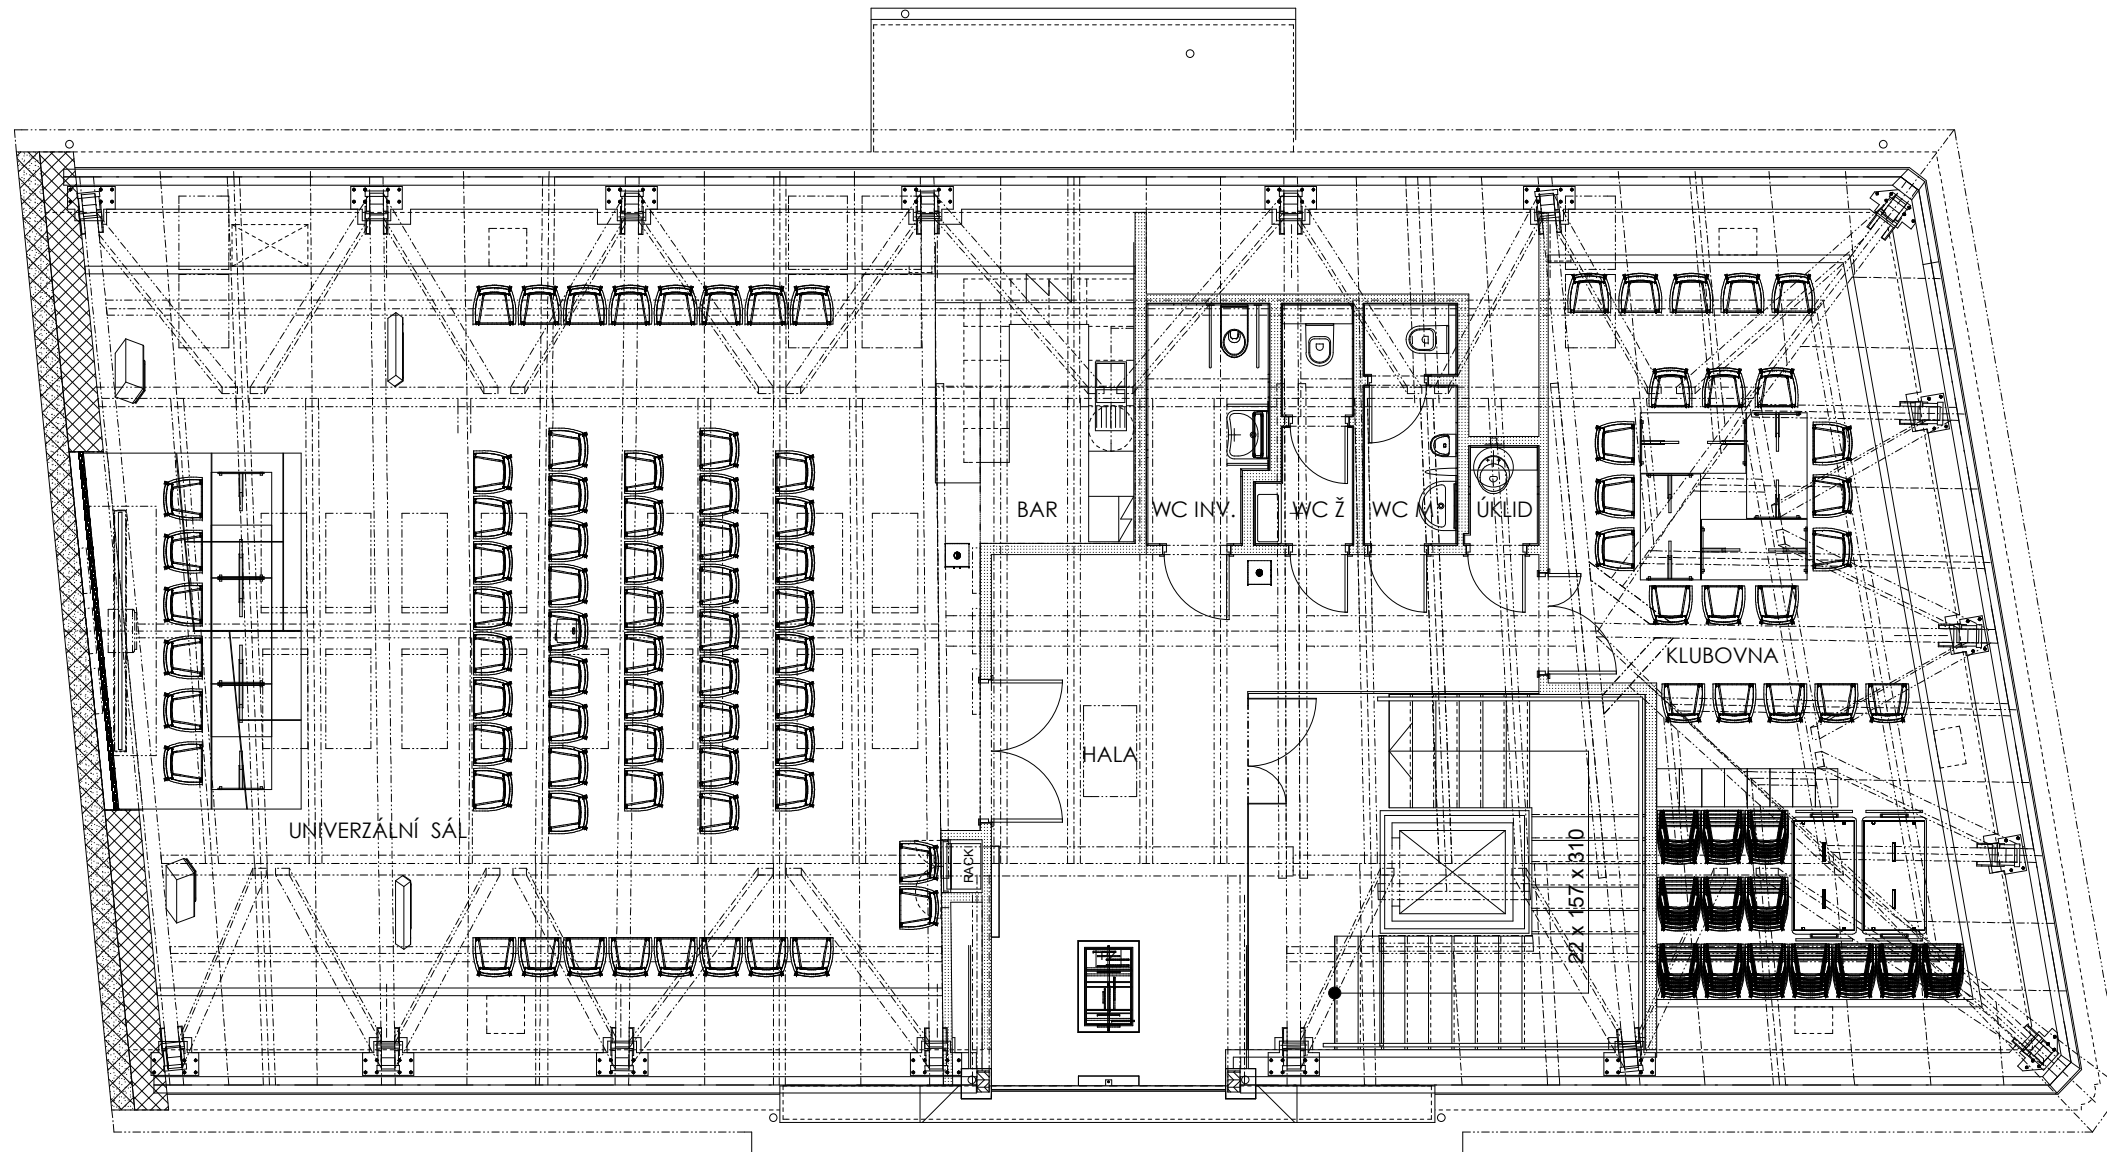 BAR
WC INV.
WC Ž
WC M
ÚKLID
KLUBOVNA
HALA
UNIVERZÁLNÍ SÁL
RACK
22 x 157 x 310